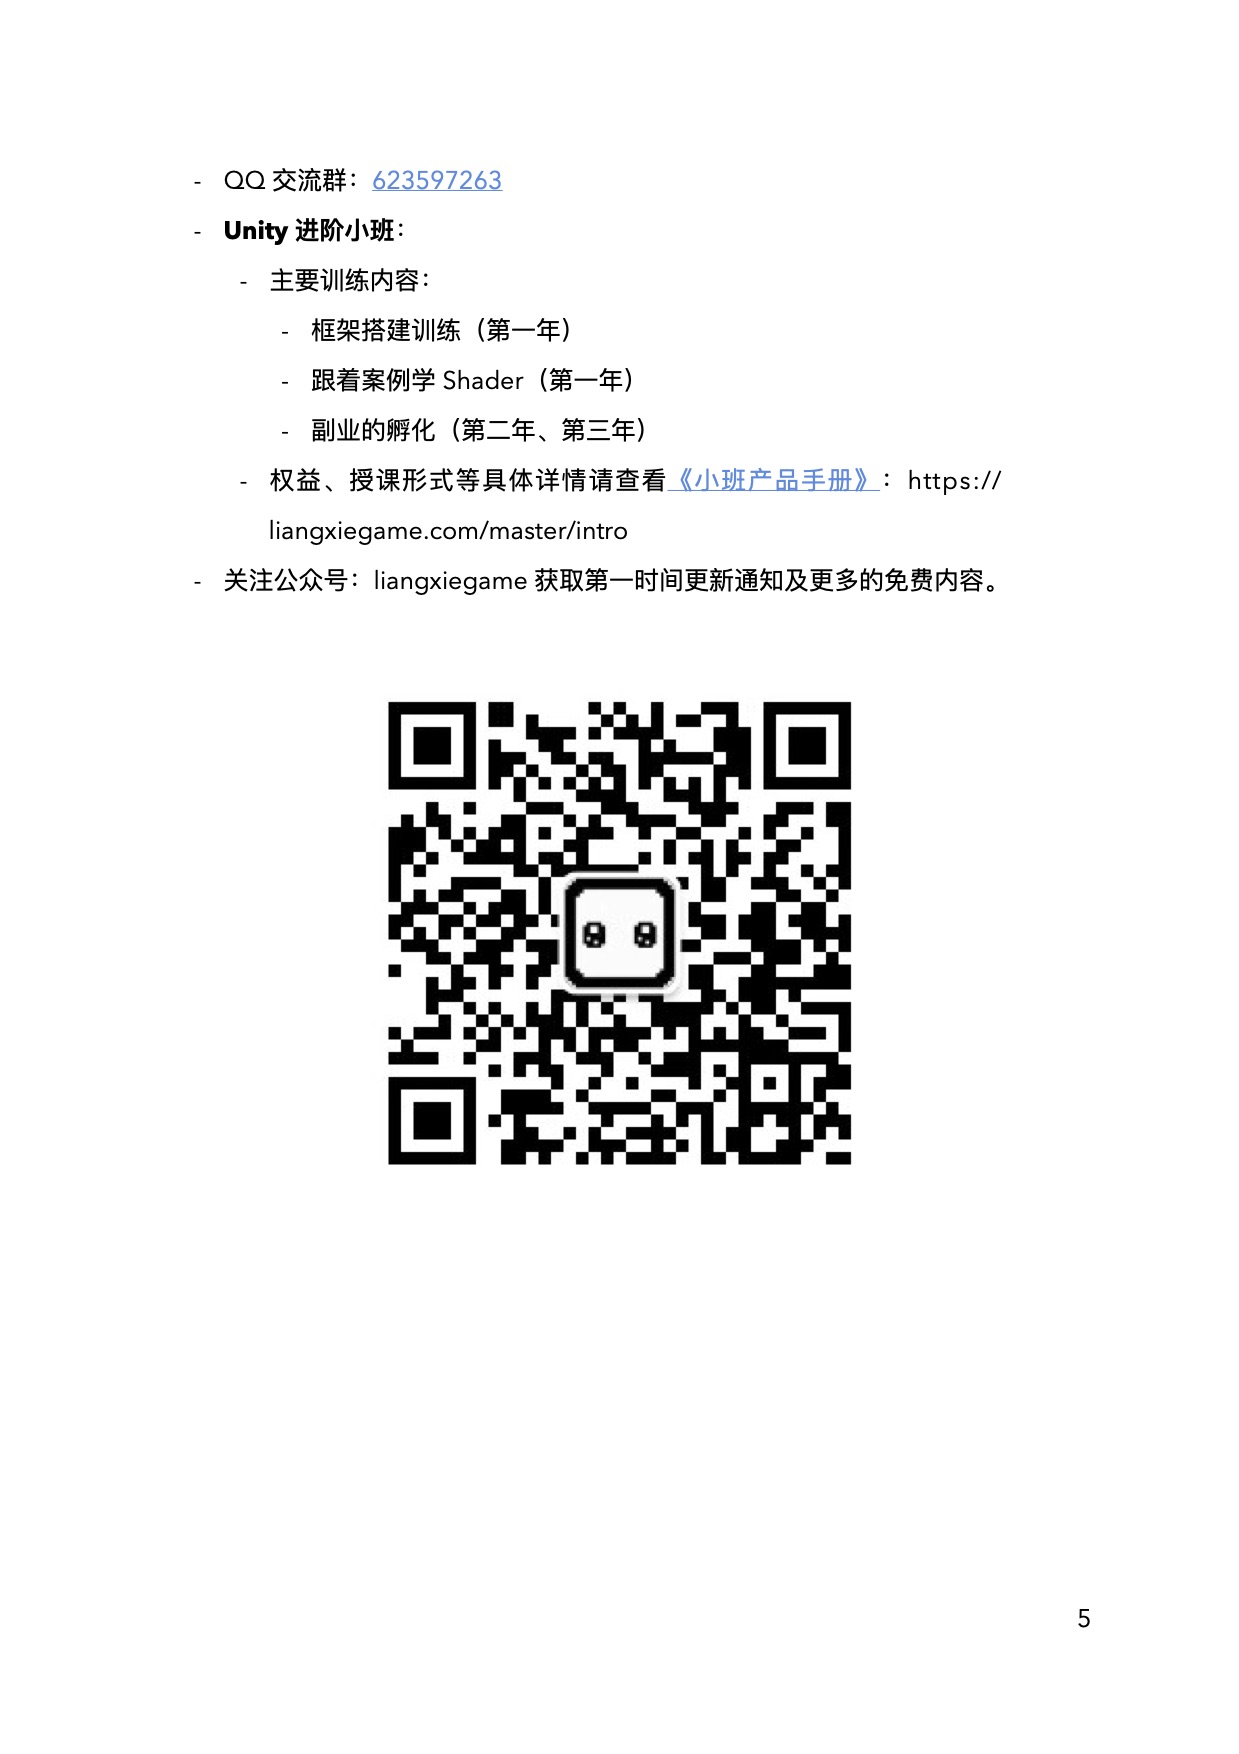 - QQ 交流群：623597263
- Unity 进阶小班：
- 主要训练内容：
- 框架搭建训练（第一年）
- 跟着案例学 Shader（第一年）
- 副业的孵化（第二年、第三年）
- 权益、授课形式等具体详情请查看《小班产品手册》：https://
liangxiegame.com/master/intro
- 关注公众号：liangxiegame 获取第一时间更新通知及更多的免费内容。
5